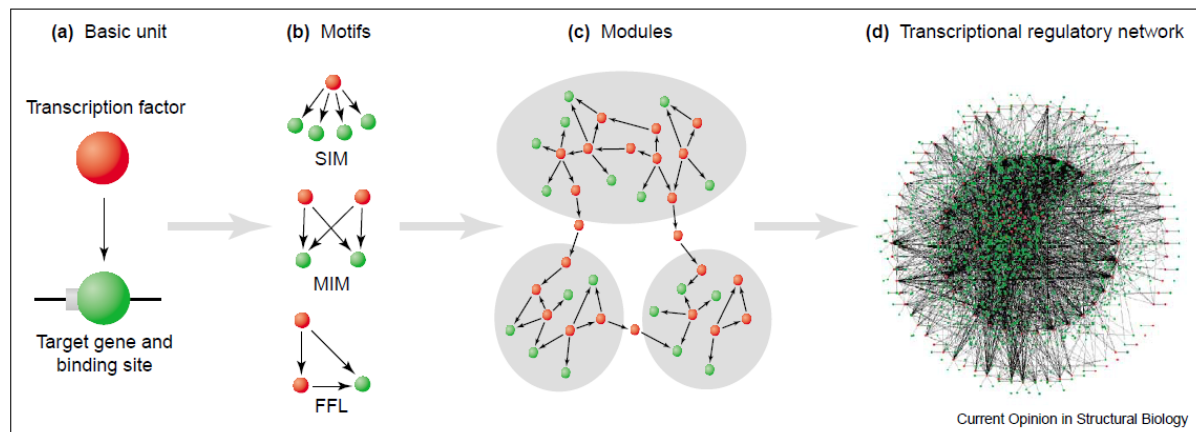 (a) Basic unit
Transcription factor
Target gene and
binding site
(b) Motifs
SIM
MIM
FFL
(c) Modules
(d) Transcriptional regulatory network
Current Opinion in Structural Biology